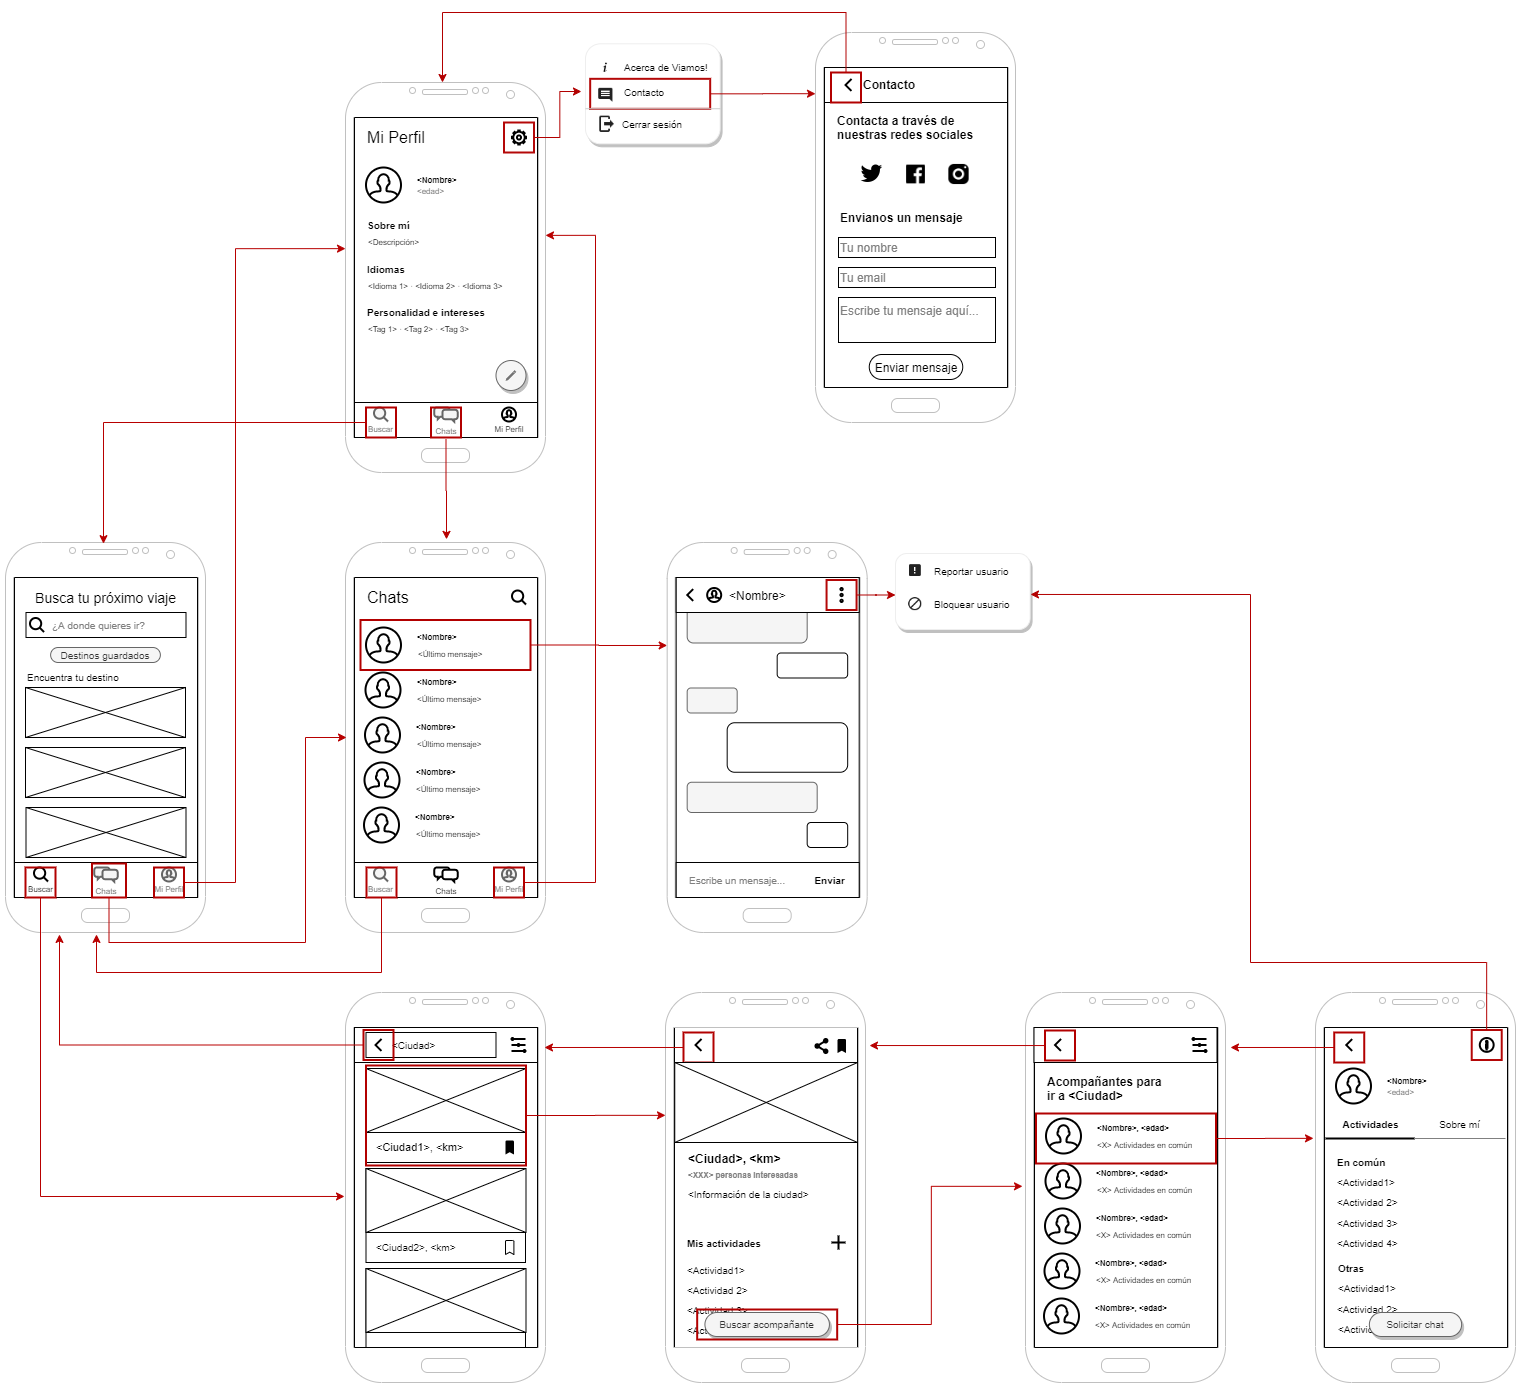 Acerca de Viamos!
Contacto
Cerrar sesión
Contacto
Contacta a través de
nuestras redes sociales
Envianos un mensaje
Tu nombre
Tu email
Escribe tu mensaje aquí...
Enviar mensaje
Mi Perfil
<Nombre>
<edad>
Sobre mí
<Descripción>
Idiomas
<Idioma 1> · <Idioma 2> · <Idioma 3>
Personalidad e intereses
<Tag 1> · <Tag 2> · <Tag 3>
Buscar
Chats
Mi Perfil
Busca tu próximo viaje
¿A donde quieres ir?
Destinos guardados
Encuentra tu destino
Buscar
Chats
Mi Perfil
Chats
<Nombre>
<Último mensaje>
<Nombre>
<Último mensaje>
<Nombre>
<Último mensaje>
<Nombre>
<Último mensaje>
<Nombre>
<Último mensaje>
Buscar
Chats
Mi Perfil
<Nombre>
Escribe un mensaje...
Enviar
Reportar usuario
Bloquear usuario
<Ciudad>
<Ciudad1>, <km>
<Ciudad2>, <km>
<Ciudad>, <km>
<XXX> personas interesadas
<Información de la ciudad>
Mis actividades
<Actividad1>
<Actividad 2>
<Actividad 3>
<Act
Buscar acompañante
Acompañantes para
ir a <Ciudad>
<Nombre>, <edad>
<X> Actividades en común
<Nombre>, <edad>
<X> Actividades en común
<Nombre>, <edad>
<X> Actividades en común
<Nombre>, <edad>
<X> Actividades en común
<Nombre>, <edad>
<X> Actividades en común
<Nombre>
<edad>
Actividades
Sobre mí
En común
<Actividad1>
<Actividad 2>
<Actividad 3>
<Actividad 4>
Otras
<Actividad1>
<Actividad 2>
<Activic
Solicitar chat